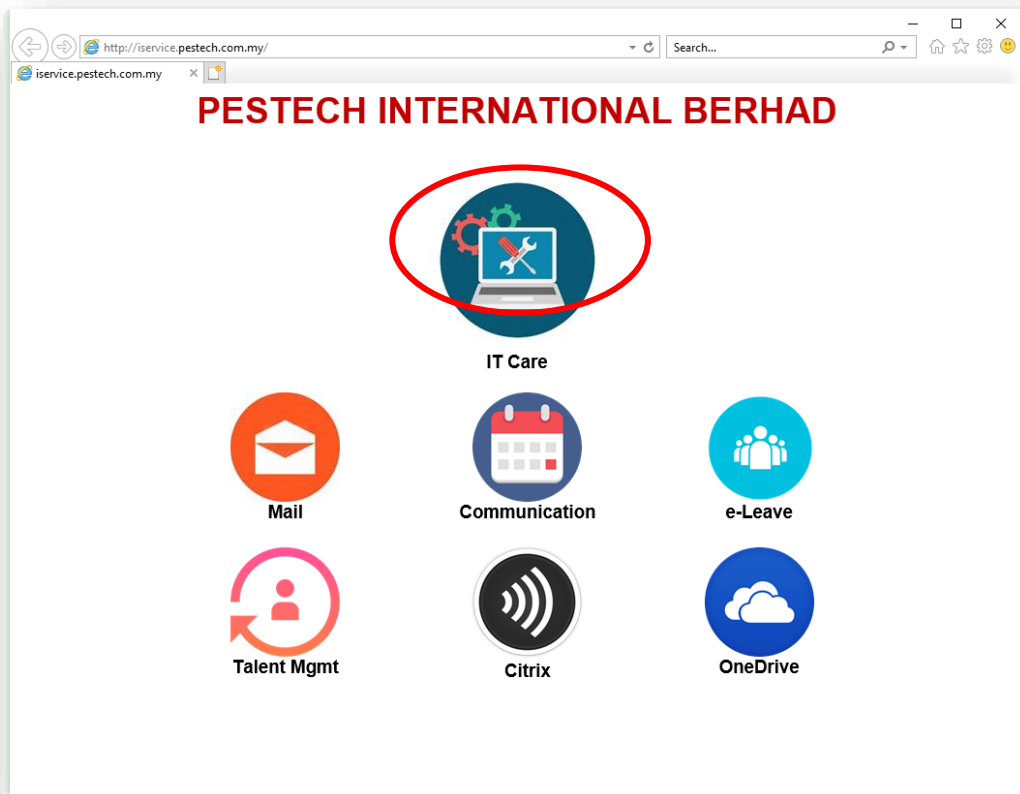 http://iservice.pestech.com.my/
Search...
iservice.pestech.com.my
PESTECH INTERNATIONAL BERHAD
IT Care
Mail
Communication
e-Leave
Talent Mgmt
Citrix
OneDrive